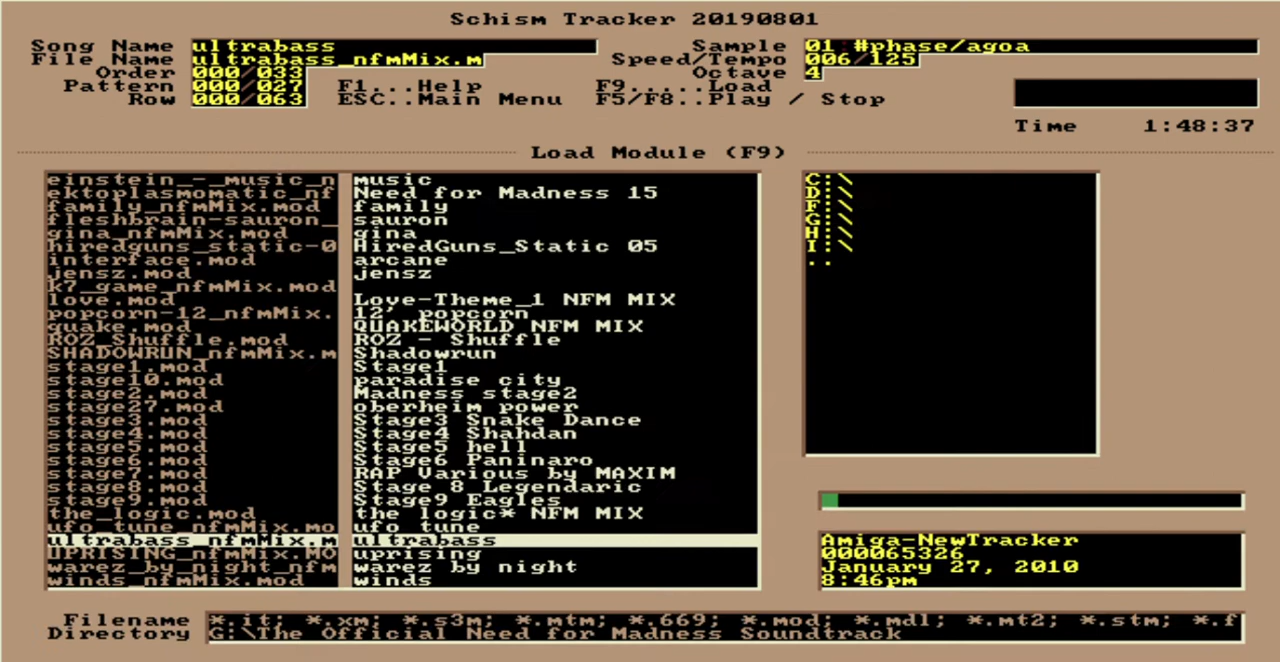 Schism Tracker 20190801
Song Name ultrabass Sample 01 #phase/agoa
File Name ultrabass_nfmMix.m Speed/Tempo 006/125
Order 000/033 Octave 4
Pattern 000/027 F1...Help F9.....Load
Row 000/063 ESC..Main Menu F5/F8..Play / Stop
Time 1:48:37
Load Module (F9)
einstein_-_music_n music C:\
ektoplasmomatic_nf Need for Madness 15 D:\
family_nfmMix.mod family F:\
fleshbrain-sauron_ sauron G:\
gina_nfmMix.mod gina H:\
hiredguns_static-0 HiredGuns_Static 05 I:\
interface.mod arcane ..
jensz.mod jensz
k7_game_nfmMix.mod
love.mod Love-Theme_1 NFM MIX
popcorn-12_nfmMix. 12' popcorn
quake.mod QUAKEWORLD NFM MIX
ROZ_Shuffle.mod ROZ - Shuffle
SHADOWRUN_nfmMix.m Shadowrun
stage1.mod Stage1
stage10.mod paradise city
stage2.mod Madness stage2
stage27.mod oberheim power
stage3.mod Stage3 Snake Dance
stage4.mod Stage4 Shahdan
stage5.mod Stage5 hell
stage6.mod Stage6 Paninaro
stage7.mod RAP Various by MAXIM
stage8.mod Stage 8 Legendaric
stage9.mod Stage9 Eagles
the_logic.mod the logic* NFM MIX
ufo_tune_nfmMix.mo ufo tune
ultrabass_nfmMix.m ultrabass Amiga-NewTracker
UPRISING_nfmMix.MO uprising 000065326
warez_by_night_nfm warez by night January 27, 2010
winds_nfmMix.mod winds 8:46pm
Filename *.it; *.xm; *.s3m; *.mtm; *.669; *.mod; *.mdl; *.mt2; *.stm; *.f
Directory G:\The Official Need for Madness Soundtrack